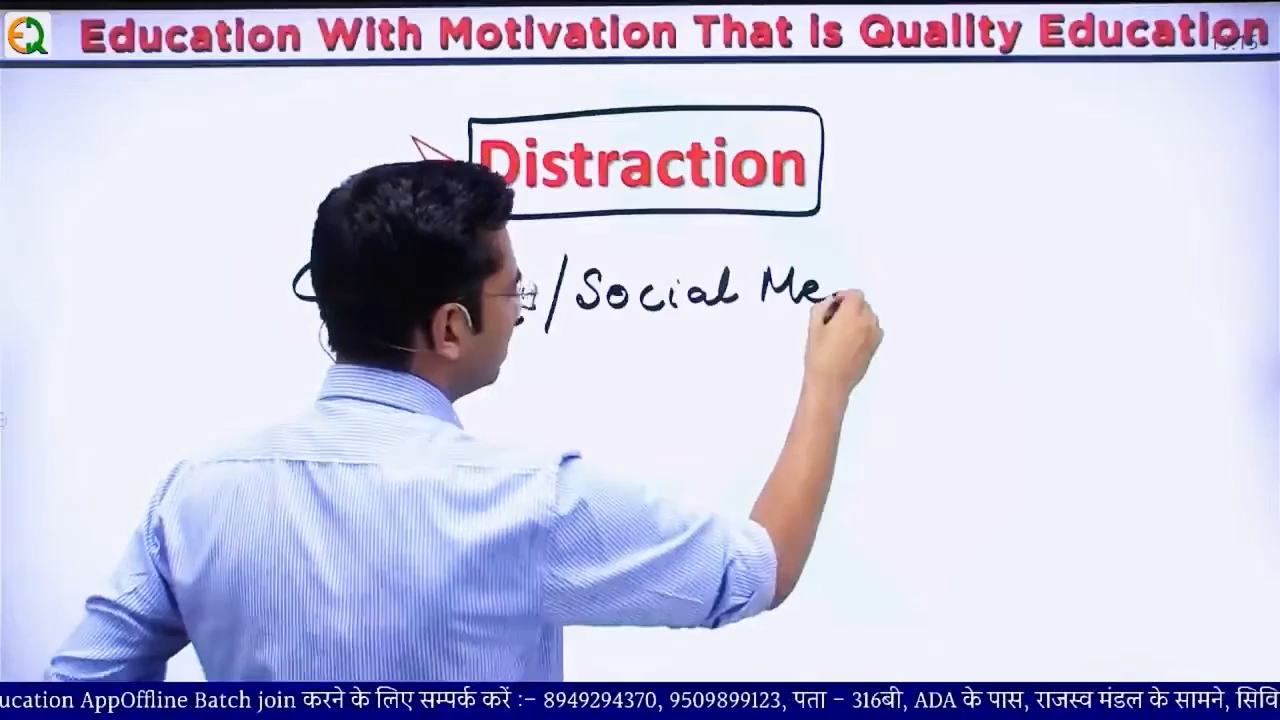 Education With Motivation That Is Quality Education
Distraction
/Social Me
ucation AppOffline Batch join करने के लिए सम्पर्क करें :- 8949294370, 9509899123, पता - 316बी, ADA के पास, राजस्व मंडल के सामने, सिवि